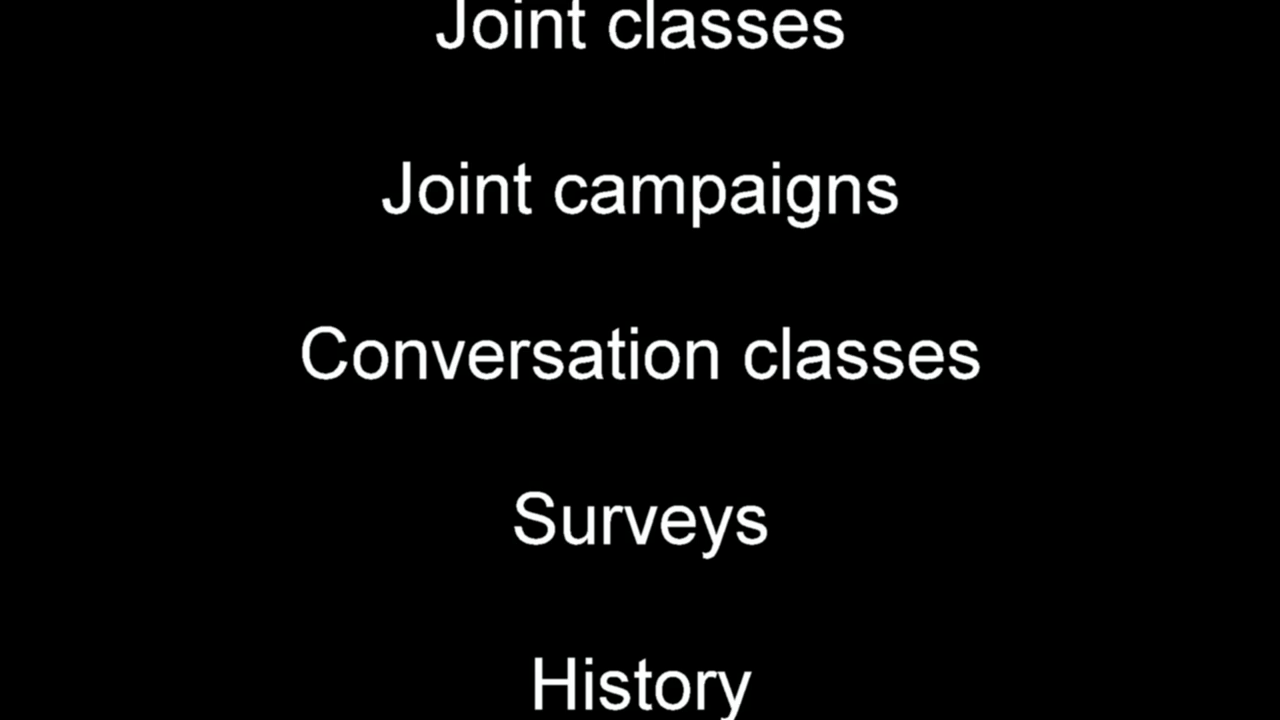 Joint classes
Joint campaigns
Conversation classes
Surveys
History